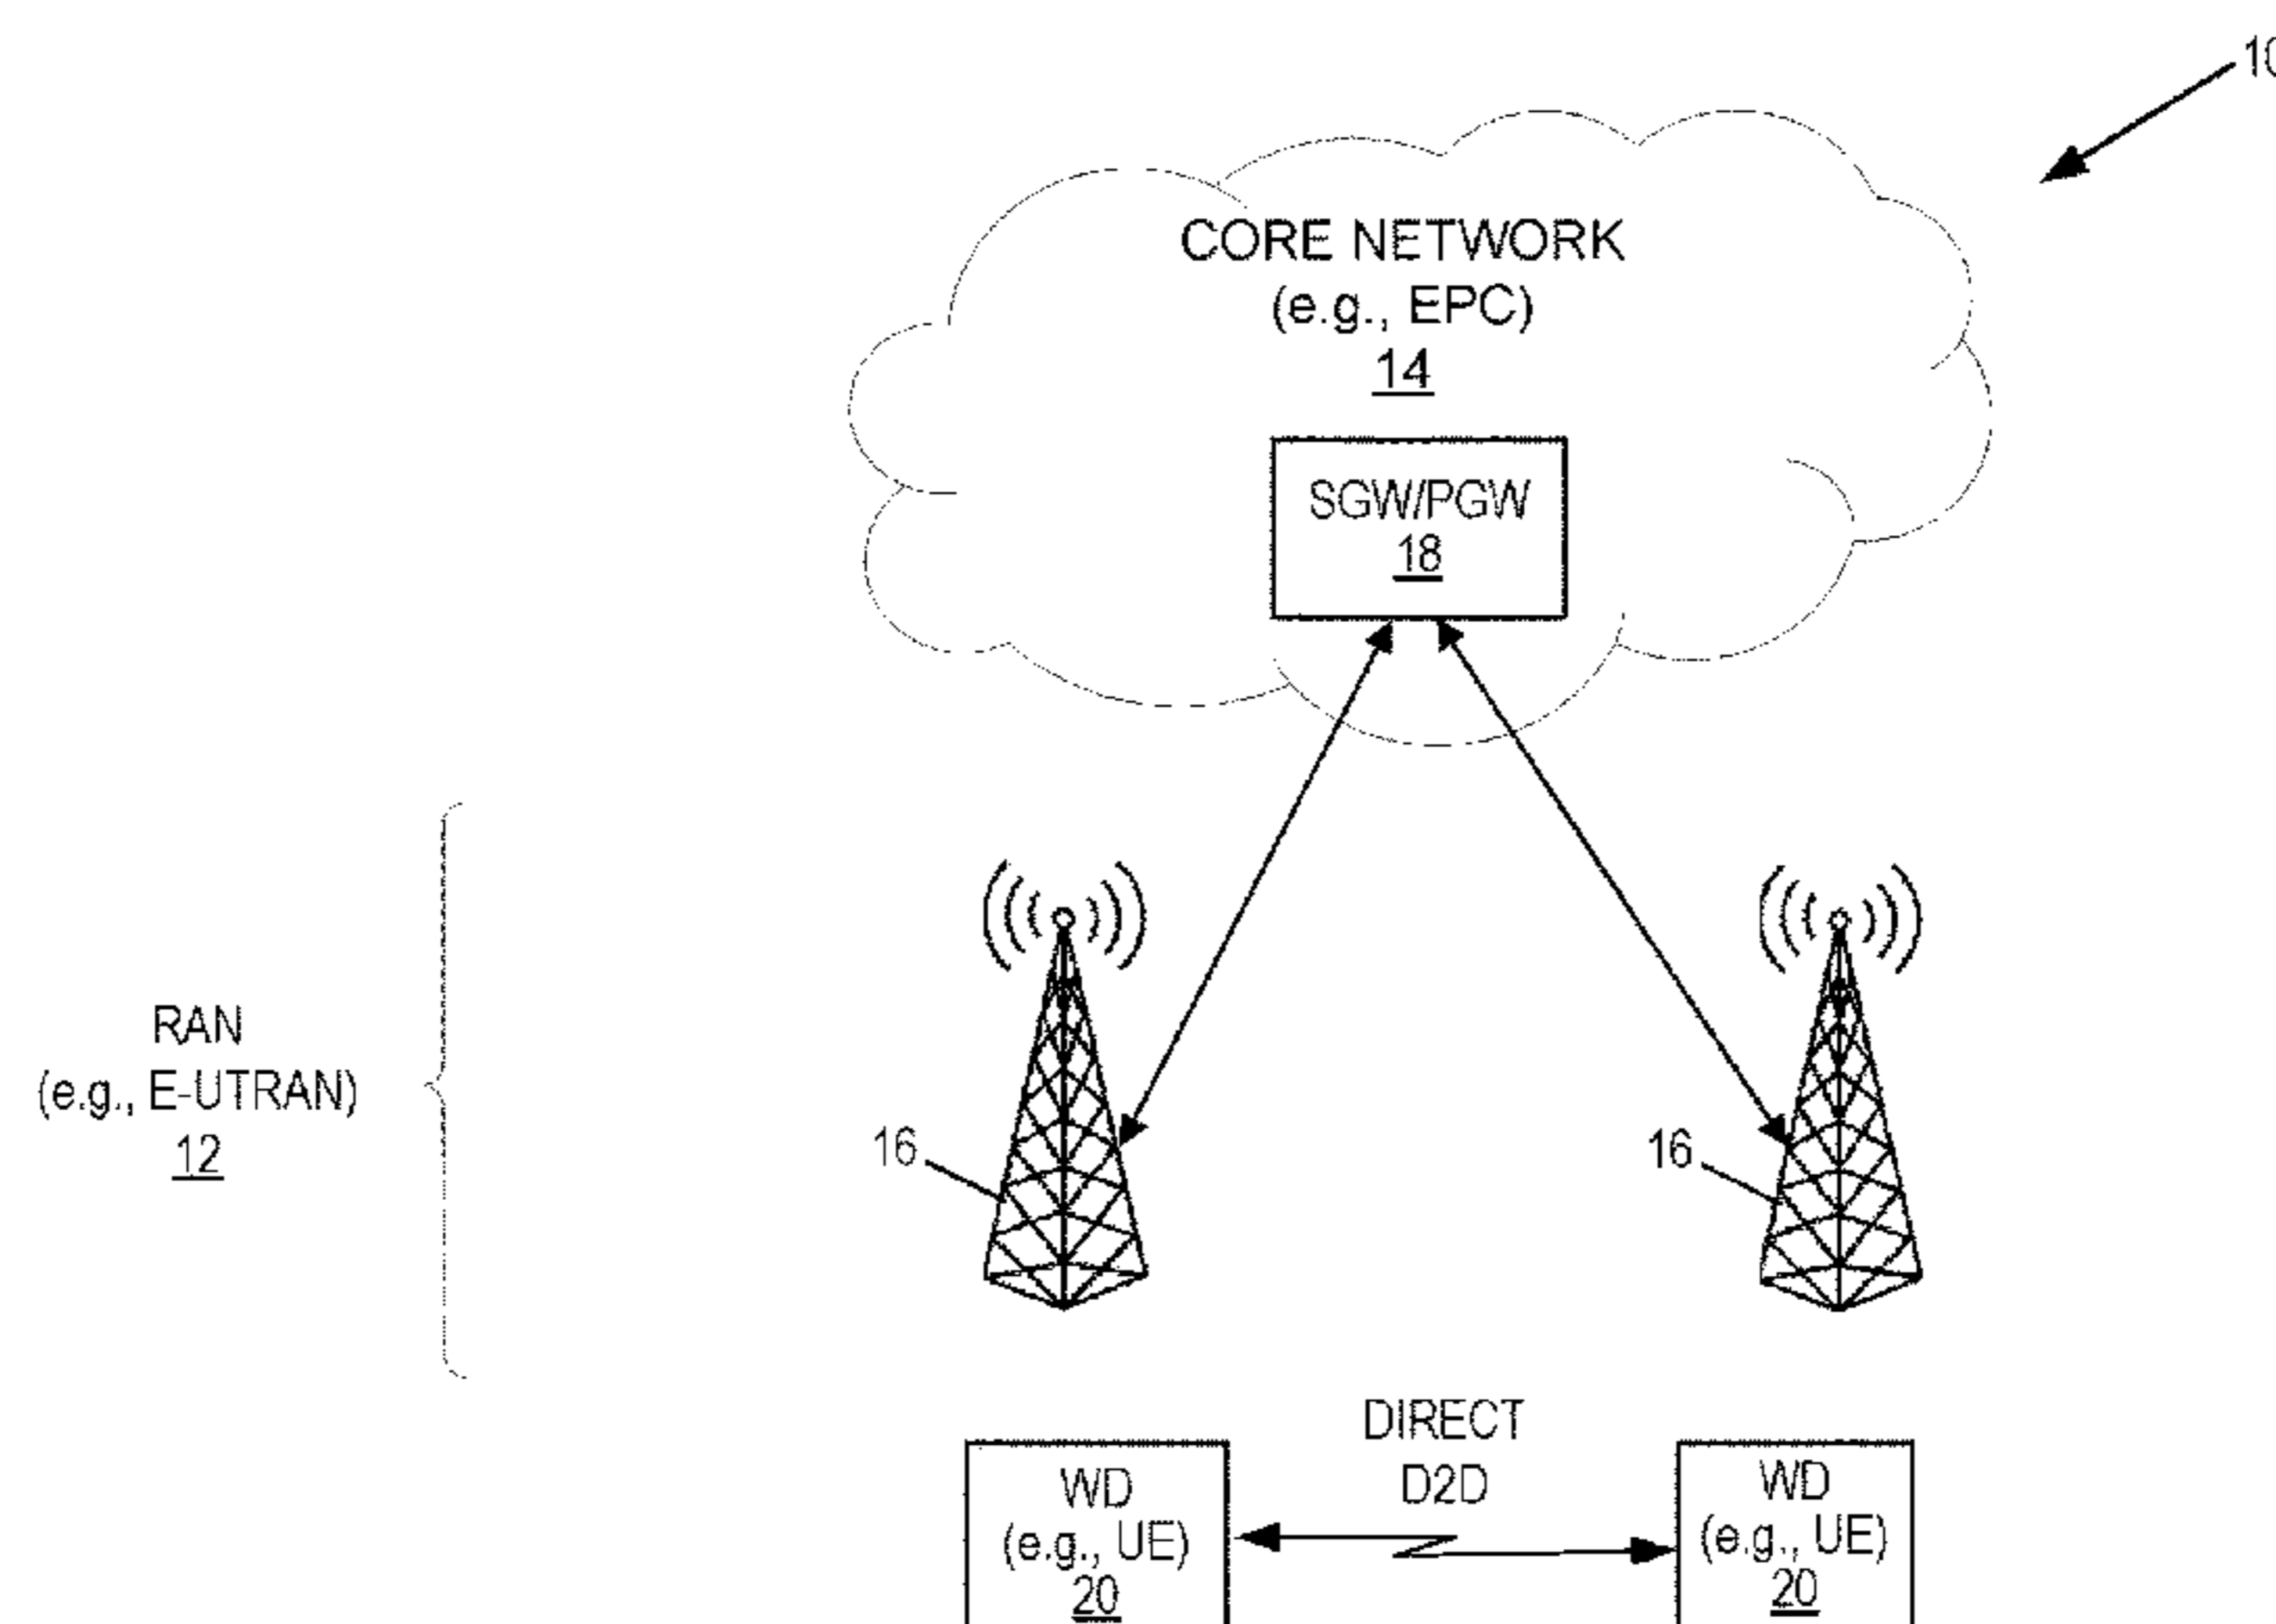 10
CORE NETWORK
(e.g., EPC)
14
SGW/PGW
18
RAN
(e.g., E-UTRAN)
12
16
16
DIRECT
D2D
WD
(e.g., UE)
20
WD
(e.g., UE)
20